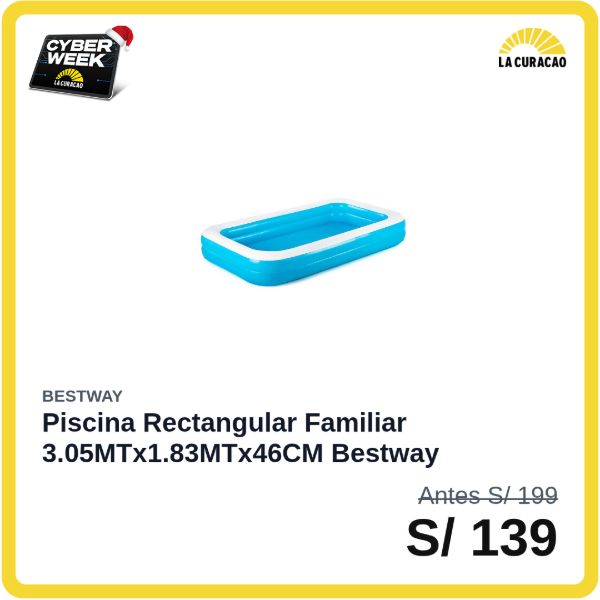 CYBER
WEEK
LA CURACAO
LA CURACAO
BESTWAY
Piscina Rectangular Familiar
3.05MTx1.83MTx46CM Bestway
Antes S/ 199
S/ 139